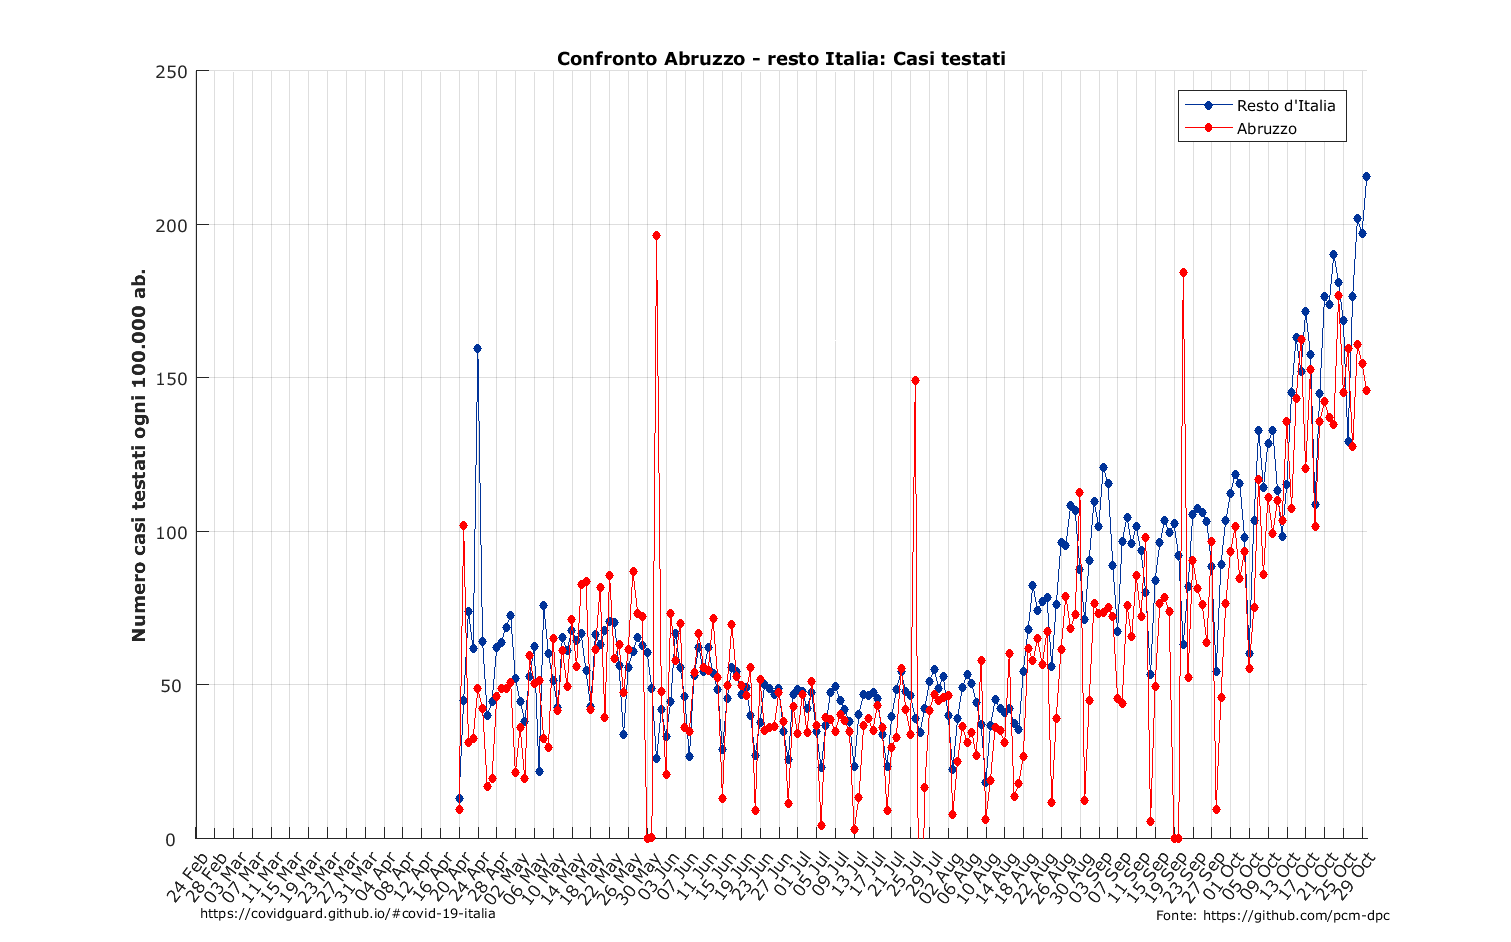 Confronto Abruzzo - resto Italia: Casi testati
250
200
150
100
50
0
Numero casi testati ogni 100.000 ab.
Resto d'Italia
Abruzzo
24 Feb
28 Feb
03 Mar
07 Mar
11 Mar
15 Mar
19 Mar
23 Mar
27 Mar
31 Mar
04 Apr
08 Apr
12 Apr
16 Apr
20 Apr
24 Apr
28 Apr
02 May
06 May
10 May
14 May
18 May
22 May
26 May
30 May
03 Jun
07 Jun
11 Jun
15 Jun
19 Jun
23 Jun
27 Jun
01 Jul
05 Jul
09 Jul
13 Jul
17 Jul
21 Jul
25 Jul
29 Jul
02 Aug
06 Aug
10 Aug
14 Aug
18 Aug
22 Aug
26 Aug
30 Aug
03 Sep
07 Sep
11 Sep
15 Sep
19 Sep
23 Sep
27 Sep
01 Oct
05 Oct
09 Oct
13 Oct
17 Oct
21 Oct
25 Oct
29 Oct
https://covidguard.github.io/#covid-19-italia
Fonte: https://github.com/pcm-dpc